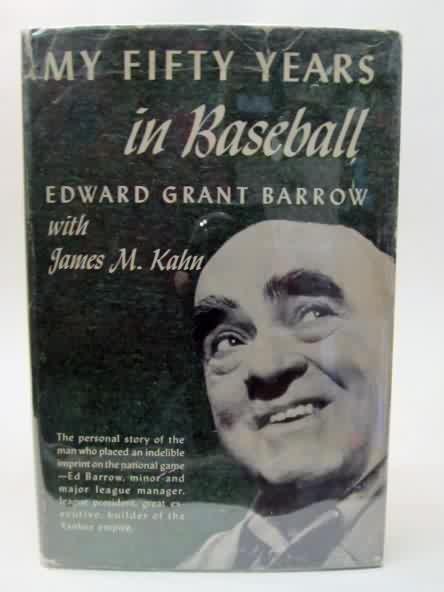 MY FIFTY YEARS
in Baseball
EDWARD GRANT BARROW
with
James M. Kahn
The personal story of the
man who placed an indelible
imprint on the national game
—Ed Barrow, minor and
major league manager,
league president, great ex-
ecutive, builder of the
Yankee empire.